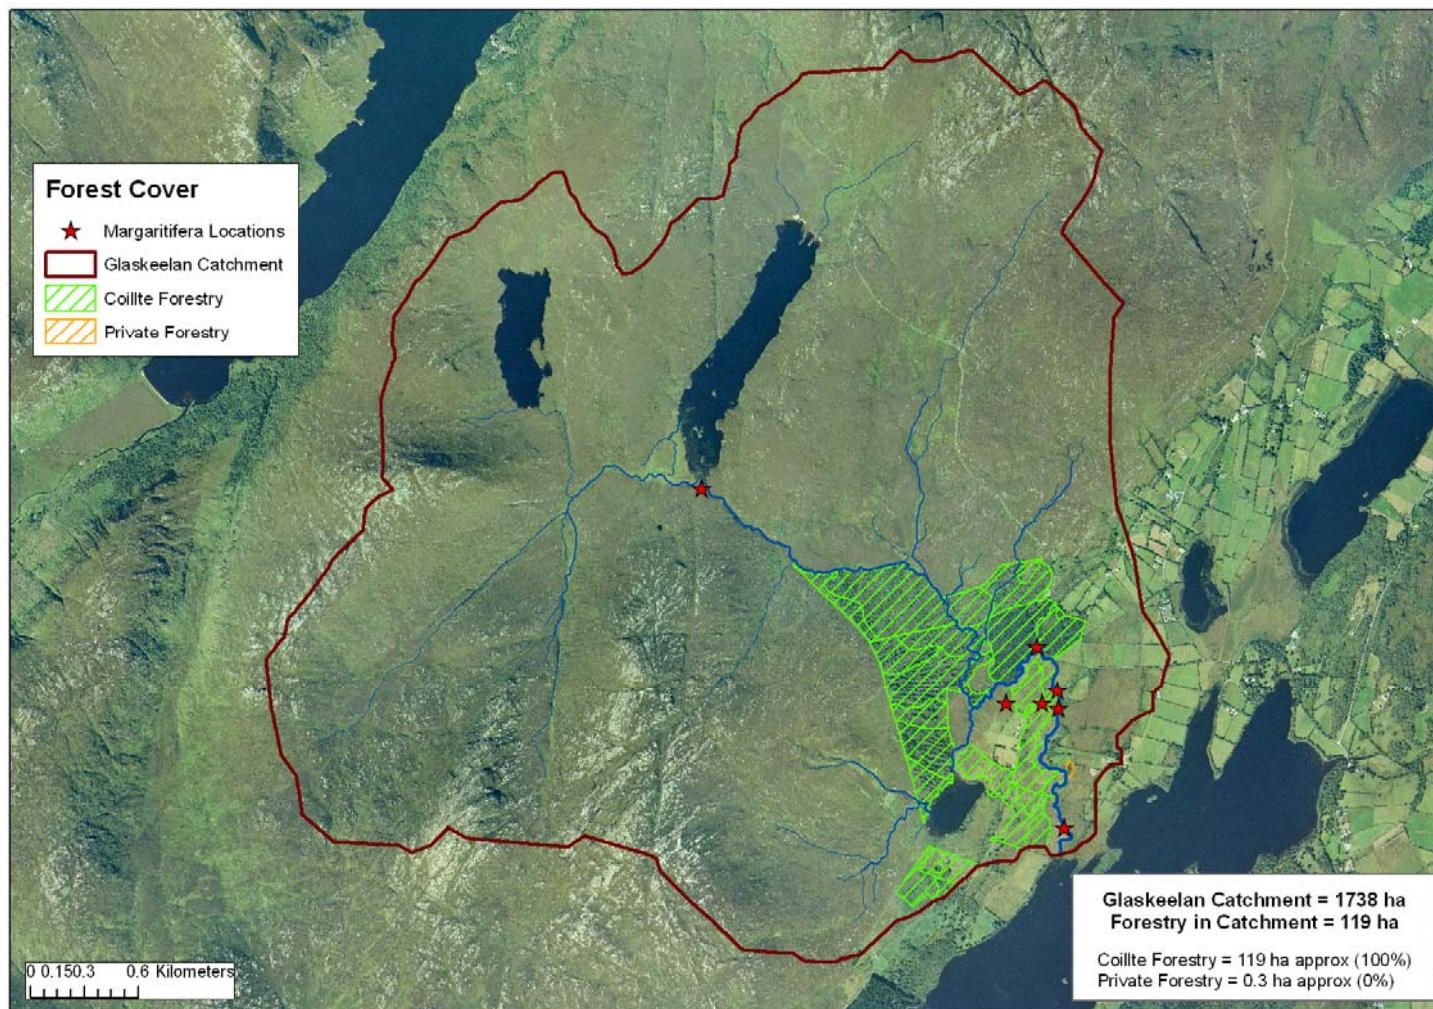 Forest Cover
Margaritifera Locations
Glaskeelan Catchment
Coillte Forestry
Private Forestry
Glaskeelan Catchment = 1738 ha
Forestry in Catchment = 119 ha
Coillte Forestry = 119 ha approx (100%)
Private Forestry = 0.3 ha approx (0%)
0 0.150.3 0.6 Kilometers